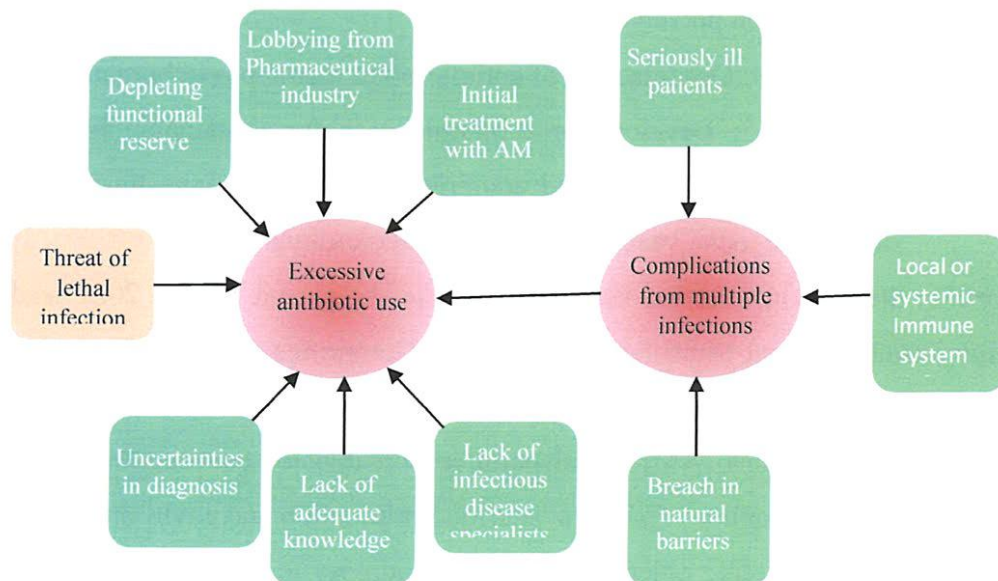 Lobbying from
Pharmaceutical
industry
Seriously ill
patients
Depleting
functional
reserve
Initial
treatment
with AM
Threat of
lethal
infection
Excessive
antibiotic use
Complications
from multiple
infections
Local or
systemic
Immune
system
Uncertainties
in diagnosis
Lack of
adequate
knowledge
Lack of
infectious
disease
specialists
Breach in
natural
barriers